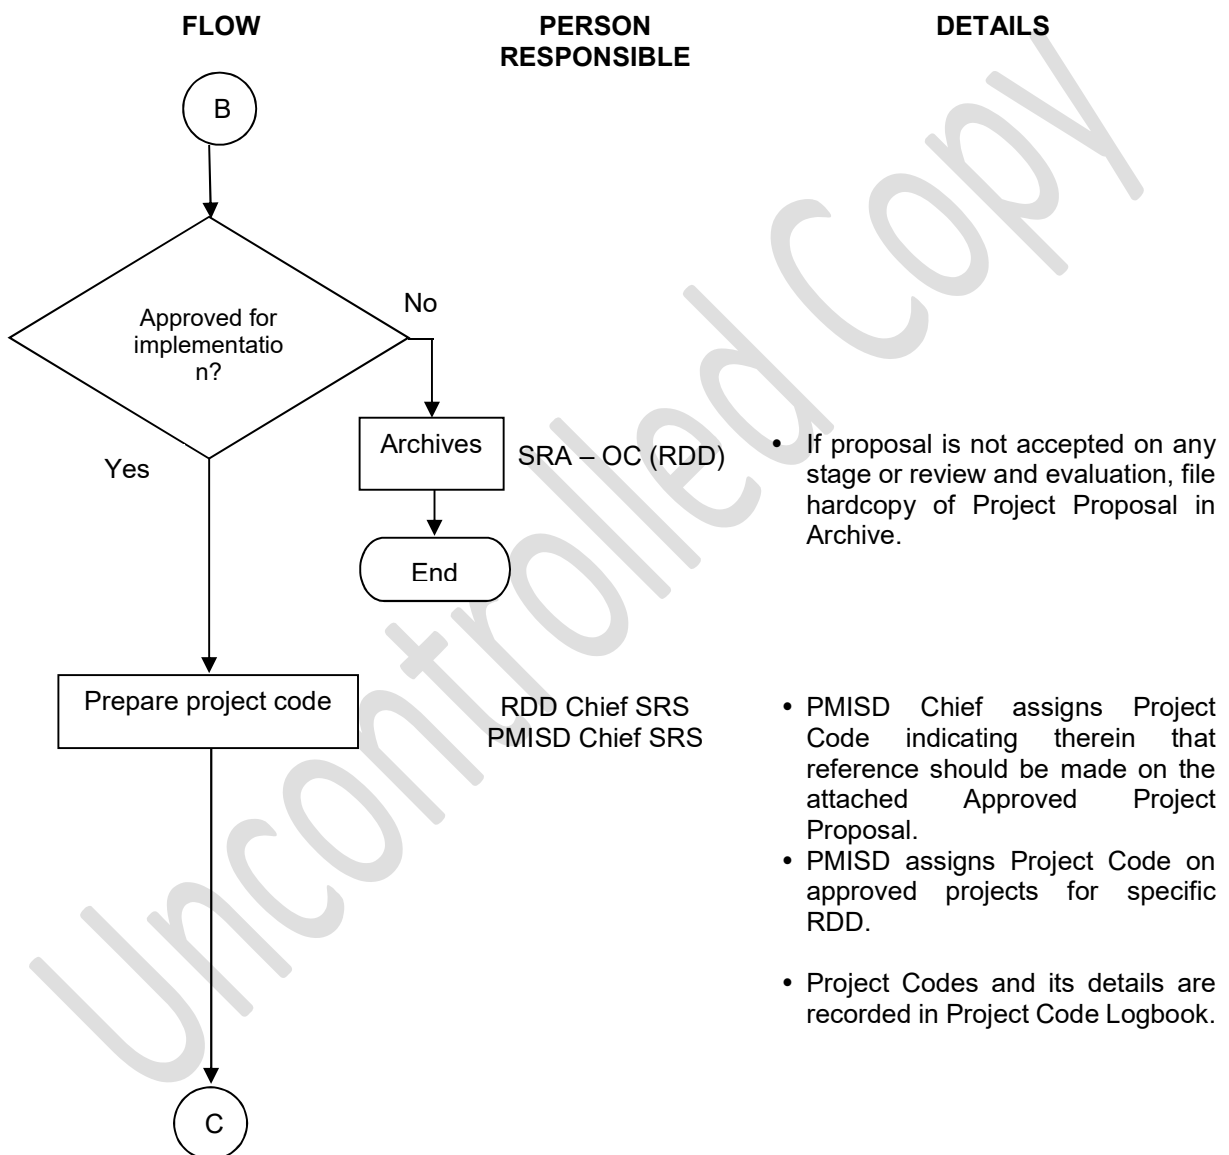 FLOW
PERSON
RESPONSIBLE
DETAILS
B
Approved for
implementatio
n?
No
Yes
Archives
SRA – OC (RDD)
• If proposal is not accepted on any
stage or review and evaluation, file
hardcopy of Project Proposal in
Archive.
End
Prepare project code
RDD Chief SRS
PMISD Chief SRS
• PMISD Chief assigns Project
Code indicating therein that
reference should be made on the
attached Approved Project
Proposal.
• PMISD assigns Project Code on
approved projects for specific
RDD.
• Project Codes and its details are
recorded in Project Code Logbook.
C
Uncontrolled Copy